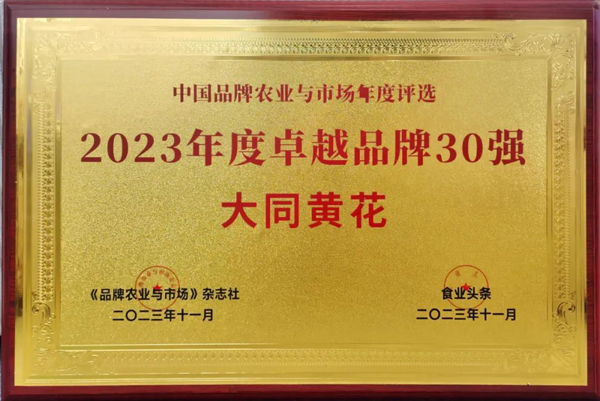 中国品牌农业与市场年度评选
2023年度卓越品牌30强
大同黄花
《品牌农业与市场》杂志社
二〇二三年十一月
食业头条
二〇二三年十一月